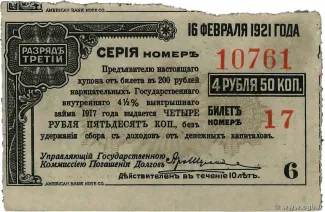 AMERICAN BANK NOTE CO.
16 ФЕВРАЛЯ 1921 ГОДА
РАЗРЯДЪ ТРЕТІЙ
СЕРІЯ НОМЕРЪ 10761
Предъявителю настоящаго
купона отъ билета въ 200 рублей
нарицательныхъ Государственнаго
внутренняго 4½% выигрышнаго
займа 1917 года выдается ЧЕТЫРЕ
РУБЛЯ ПЯТЬДЕСЯТЪ КОП., безъ
удержанія сбора съ доходовъ отъ денежныхъ капиталовъ.
4 РУБЛЯ 50 КОП.
БИЛЕТЪ НОМЕРЪ 17
Управляющій Государственною
Коммиссіею Погашенія Долговъ
Дѣйствителенъ въ теченіе 10 лѣтъ.
6
AMERICAN BANK NOTE CO.